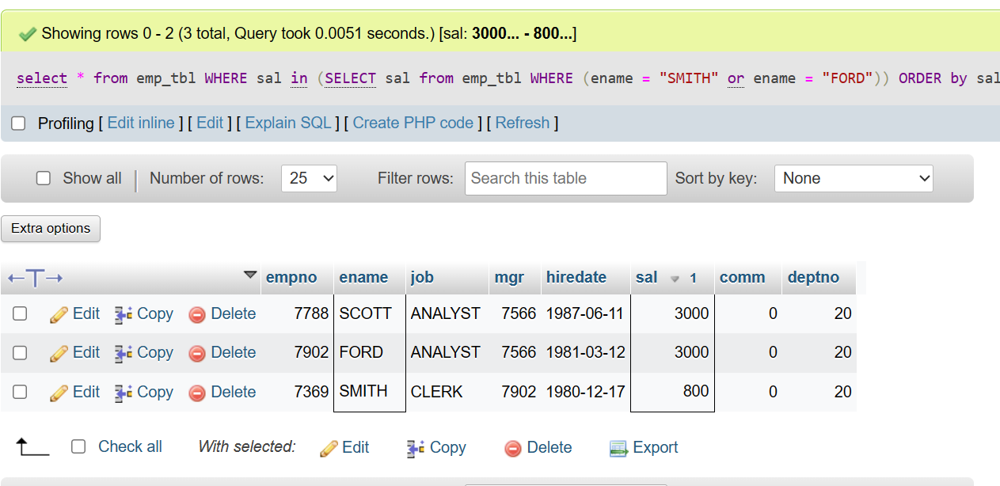 Showing rows 0 - 2 (3 total, Query took 0.0051 seconds.) [sal: 3000... - 800...]
select * from emp_tbl WHERE sal in (SELECT sal from emp_tbl WHERE (ename = "SMITH" or ename = "FORD")) ORDER by sal
Profiling [ Edit inline ] [ Edit ] [ Explain SQL ] [ Create PHP code ] [ Refresh ]
Show all | Number of rows: 25 Filter rows: Search this table Sort by key: None
Extra options
←T→ empno ename job mgr hiredate sal 1 comm deptno
Edit Copy Delete 7788 SCOTT ANALYST 7566 1987-06-11 3000 0 20
Edit Copy Delete 7902 FORD ANALYST 7566 1981-03-12 3000 0 20
Edit Copy Delete 7369 SMITH CLERK 7902 1980-12-17 800 0 20
Check all With selected: Edit Copy Delete Export